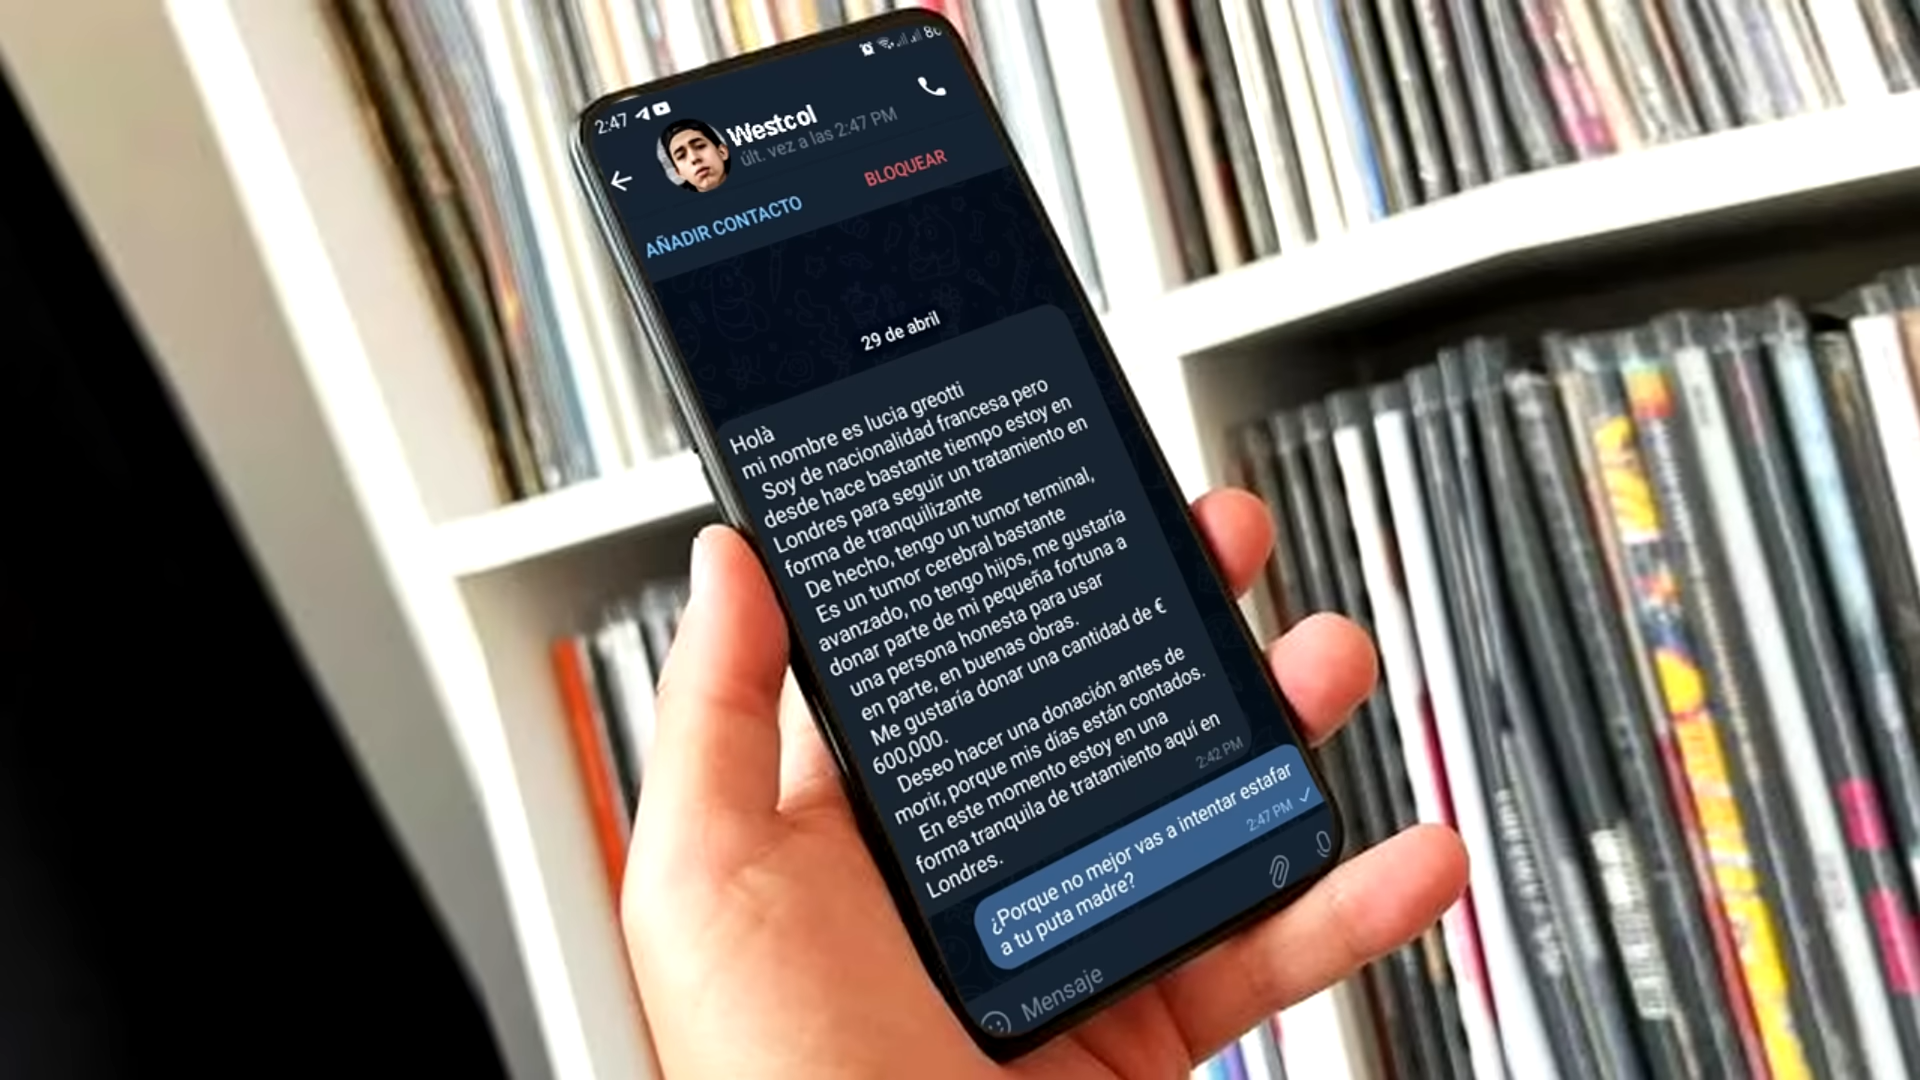 2:47
80
Westcol
últ. vez a las 2:47 PM
AÑADIR CONTACTO
BLOQUEAR
29 de abril
Holà
mi nombre es lucia greotti
Soy de nacionalidad francesa pero
desde hace bastante tiempo estoy en
Londres para seguir un tratamiento en
forma de tranquilizante
De hecho, tengo un tumor terminal,
Es un tumor cerebral bastante
avanzado, no tengo hijos, me gustaría
donar parte de mi pequeña fortuna a
una persona honesta para usar
en parte, en buenas obras.
Me gustaría donar una cantidad de €
600,000.
Deseo hacer una donación antes de
morir, porque mis días están contados.
En este momento estoy en una
forma tranquila de tratamiento aquí en
Londres.
2:42 PM
¿Porque no mejor vas a intentar estafar
a tu puta madre?
2:47 PM
Mensaje